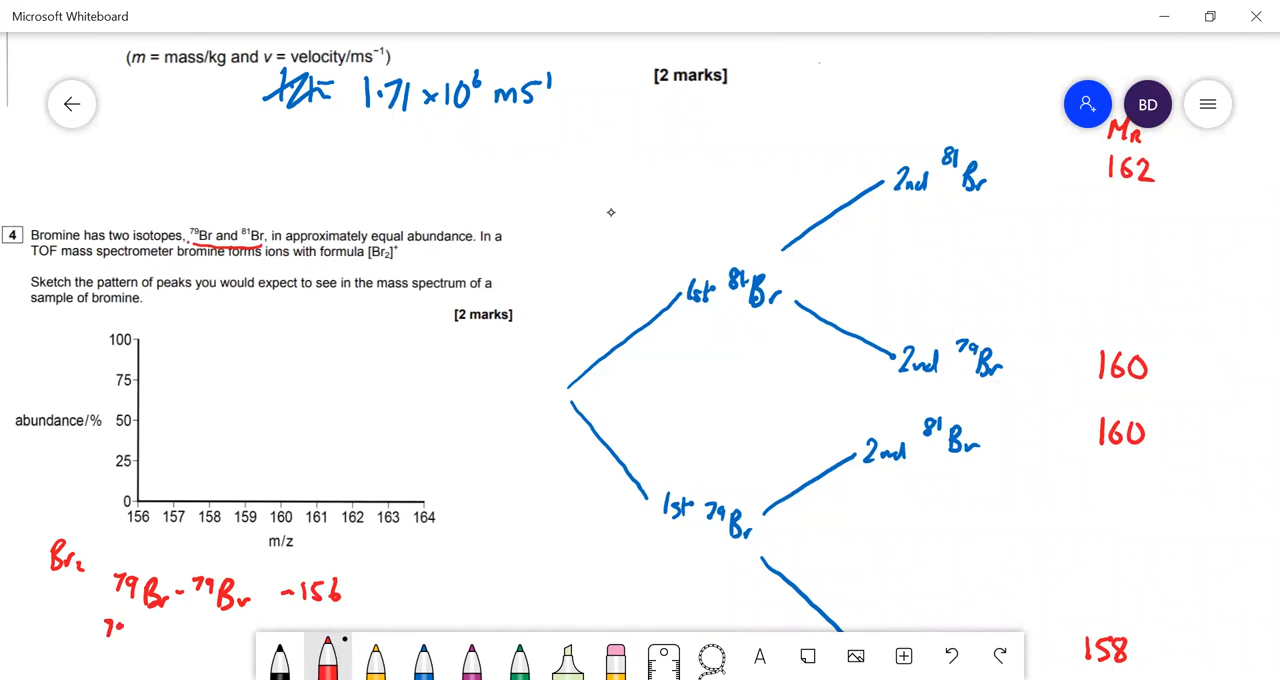 Microsoft Whiteboard
(m = mass/kg and v = velocity/ms⁻¹)
[2 marks]
1.71 × 10⁶ ms⁻¹
BD
MR
162
2nd ⁸¹Br
4 Bromine has two isotopes, ⁷⁹Br and ⁸¹Br, in approximately equal abundance. In a
TOF mass spectrometer bromine forms ions with formula [Br₂]⁺
Sketch the pattern of peaks you would expect to see in the mass spectrum of a
sample of bromine.
[2 marks]
1st ⁸¹Br
2nd ⁷⁹Br
160
2nd ⁸¹Br
160
1st ⁷⁹Br
100
75
abundance/% 50
25
0
156 157 158 159 160 161 162 163 164
m/z
Br₂
⁷⁹Br - ⁷⁹Br - 156
158
A